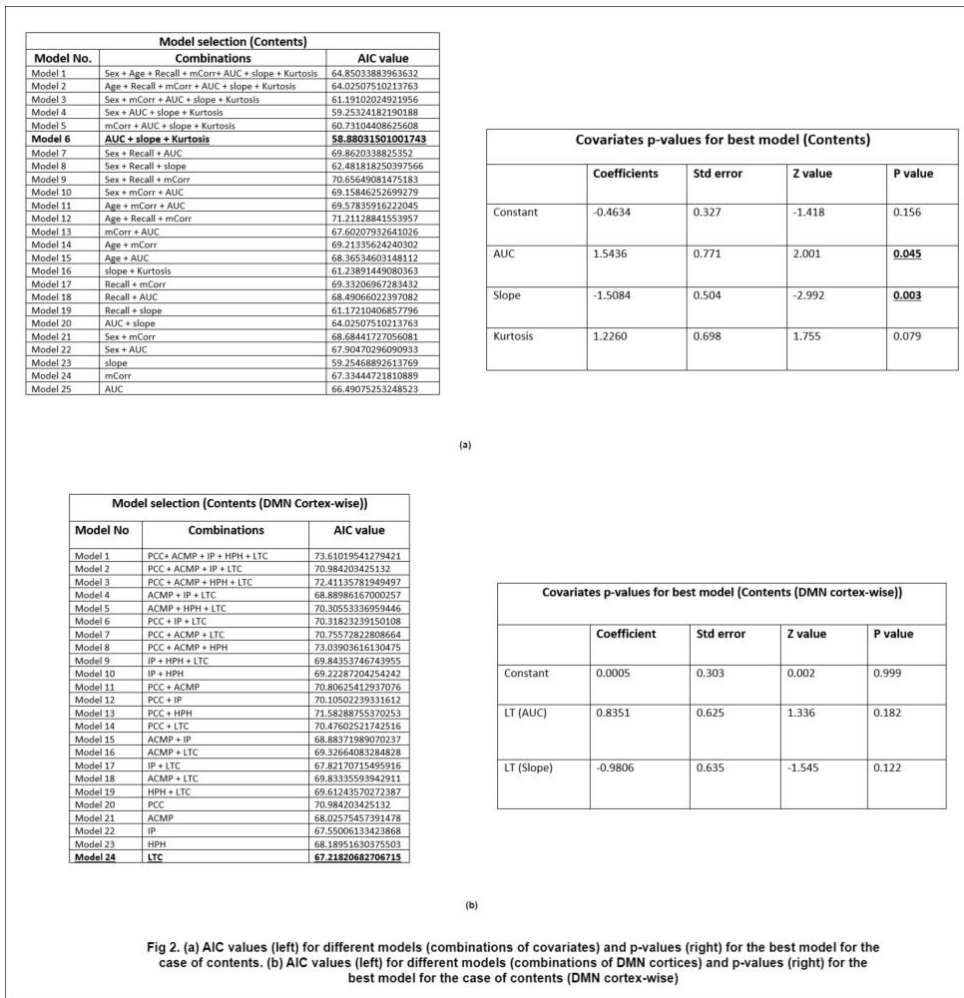 Model selection (Contents)
Model No. Combinations AIC value
Model 1 Sex + Age + Recall + mCorr+ AUC + slope + Kurtosis 64.85033883963632
Model 2 Age + Recall + mCorr + AUC + slope + Kurtosis 64.02507510213763
Model 3 Sex + mCorr + AUC + slope + Kurtosis 61.19102024921956
Model 4 Sex + AUC + slope + Kurtosis 59.25324182190188
Model 5 mCorr + AUC + slope + Kurtosis 60.73104408625608
Model 6 AUC + slope + Kurtosis 58.88031501001743
Model 7 Sex + Recall + AUC 69.8620338825352
Model 8 Sex + Recall + slope 62.481818250397566
Model 9 Sex + Recall + mCorr 70.65649081475183
Model 10 Sex + mCorr + AUC 69.15846252699279
Model 11 Age + mCorr + AUC 69.57835916222045
Model 12 Age + Recall + mCorr 71.21128841553957
Model 13 mCorr + AUC 67.60207932641026
Model 14 Age + mCorr 69.21335624240302
Model 15 Age + AUC 68.36534603148112
Model 16 slope + Kurtosis 61.23891449080363
Model 17 Recall + mCorr 69.33206967283432
Model 18 Recall + AUC 68.49066022397082
Model 19 Recall + slope 61.17210406857796
Model 20 AUC + slope 64.02507510213763
Model 21 Sex + mCorr 68.68441727056081
Model 22 Sex + AUC 67.90470296090933
Model 23 slope 59.25468892613769
Model 24 mCorr 67.33444721810889
Model 25 AUC 66.49075253248523
Covariates p-values for best model (Contents)
Coefficients Std error Z value P value
Constant -0.4634 0.327 -1.418 0.156
AUC 1.5436 0.771 2.001 0.045
Slope -1.5084 0.504 -2.992 0.003
Kurtosis 1.2260 0.698 1.755 0.079
(a)
Model selection (Contents (DMN Cortex-wise))
Model No Combinations AIC value
Model 1 PCC+ ACMP + IP + HPH + LTC 73.61019541279421
Model 2 PCC + ACMP + IP + LTC 70.984203425132
Model 3 PCC + ACMP + HPH + LTC 72.41135781949497
Model 4 ACMP + IP + LTC 68.88986167000257
Model 5 ACMP + HPH + LTC 70.30553336959446
Model 6 PCC + IP + LTC 70.31823239150108
Model 7 PCC + ACMP + LTC 70.75572822808664
Model 8 PCC + ACMP + HPH 73.03903616130475
Model 9 IP + HPH + LTC 69.84353746743955
Model 10 IP + HPH 69.22287204254242
Model 11 PCC + ACMP 70.80625412937076
Model 12 PCC + IP 70.10502239331612
Model 13 PCC + HPH 71.58288755370253
Model 14 PCC + LTC 70.47602521742516
Model 15 ACMP + IP 68.88371989070237
Model 16 ACMP + LTC 69.32664083284828
Model 17 IP + LTC 67.82170715495916
Model 18 ACMP + LTC 69.83335593942911
Model 19 HPH + LTC 69.61243570272387
Model 20 PCC 70.984203425132
Model 21 ACMP 68.02575457391478
Model 22 IP 67.55006133423868
Model 23 HPH 68.18951630375503
Model 24 LTC 67.21820682706715
Covariates p-values for best model (Contents (DMN cortex-wise))
Coefficient Std error Z value P value
Constant 0.0005 0.303 0.002 0.999
LT (AUC) 0.8351 0.625 1.336 0.182
LT (Slope) -0.9806 0.635 -1.545 0.122
(b)
Fig 2. (a) AIC values (left) for different models (combinations of covariates) and p-values (right) for the best model for the
case of contents. (b) AIC values (left) for different models (combinations of DMN cortices) and p-values (right) for the
best model for the case of contents (DMN cortex-wise)